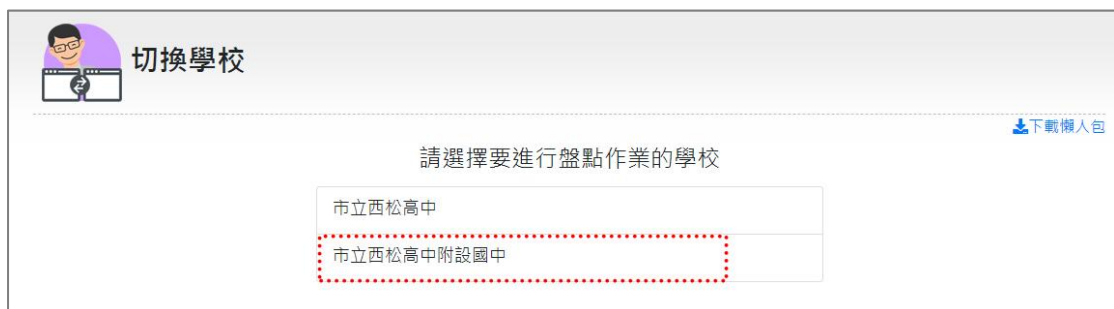 切換學校
下載懶人包
請選擇要進行盤點作業的學校
市立西松高中
市立西松高中附設國中